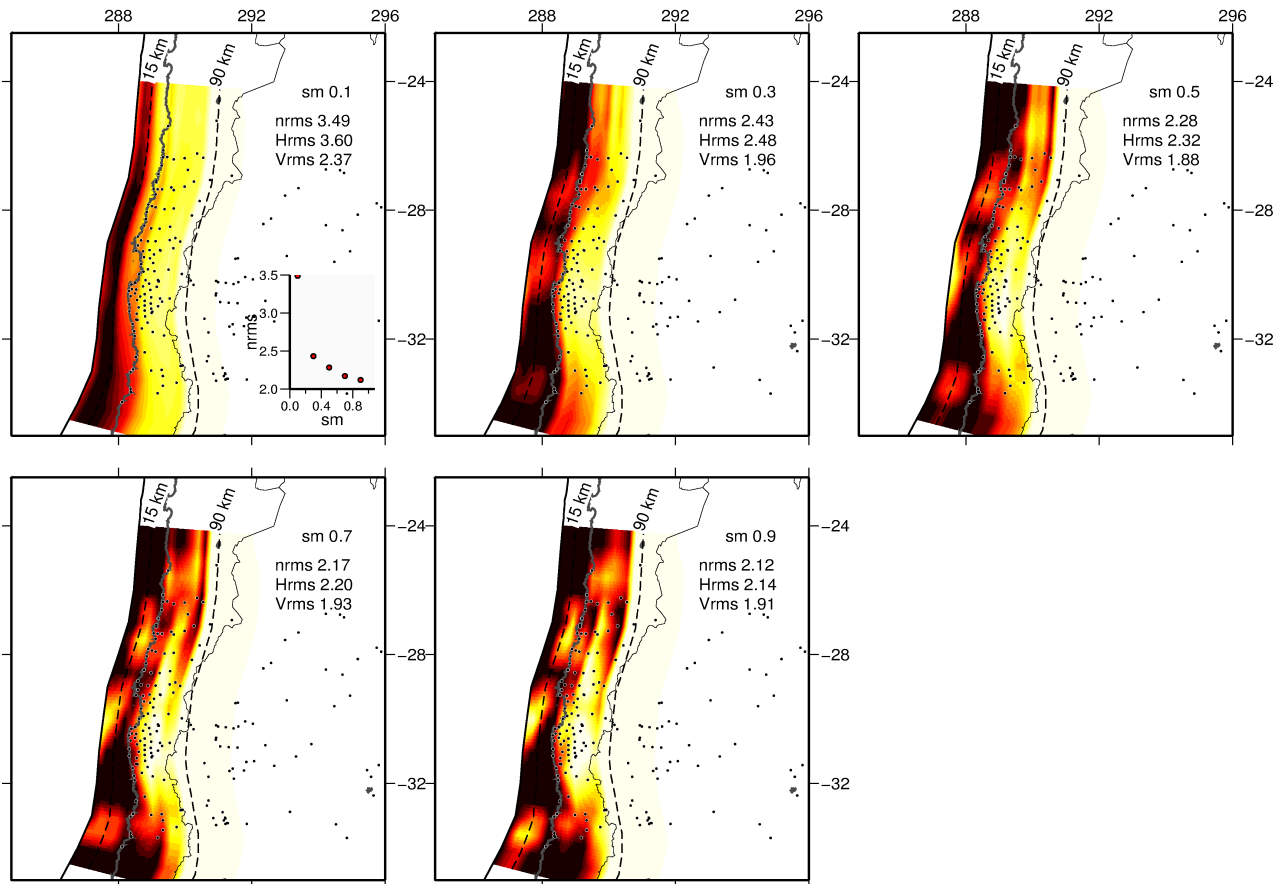 288 292 296 288 292 296 288 292 296
15 km 90 km 15 km 90 km 15 km 90 km
−24 −24
sm 0.1 sm 0.3 sm 0.5
nrms 3.49 nrms 2.43 nrms 2.28
Hrms 3.60 Hrms 2.48 Hrms 2.32
Vrms 2.37 Vrms 1.96 Vrms 1.88
−28 −28
3.5
3.0
nrms
2.5
2.0
−32 −32
0.0 0.4 0.8
sm
15 km 90 km 15 km 90 km
−24 −24
sm 0.7 sm 0.9
nrms 2.17 nrms 2.12
Hrms 2.20 Hrms 2.14
Vrms 1.93 Vrms 1.91
−28 −28
−32 −32